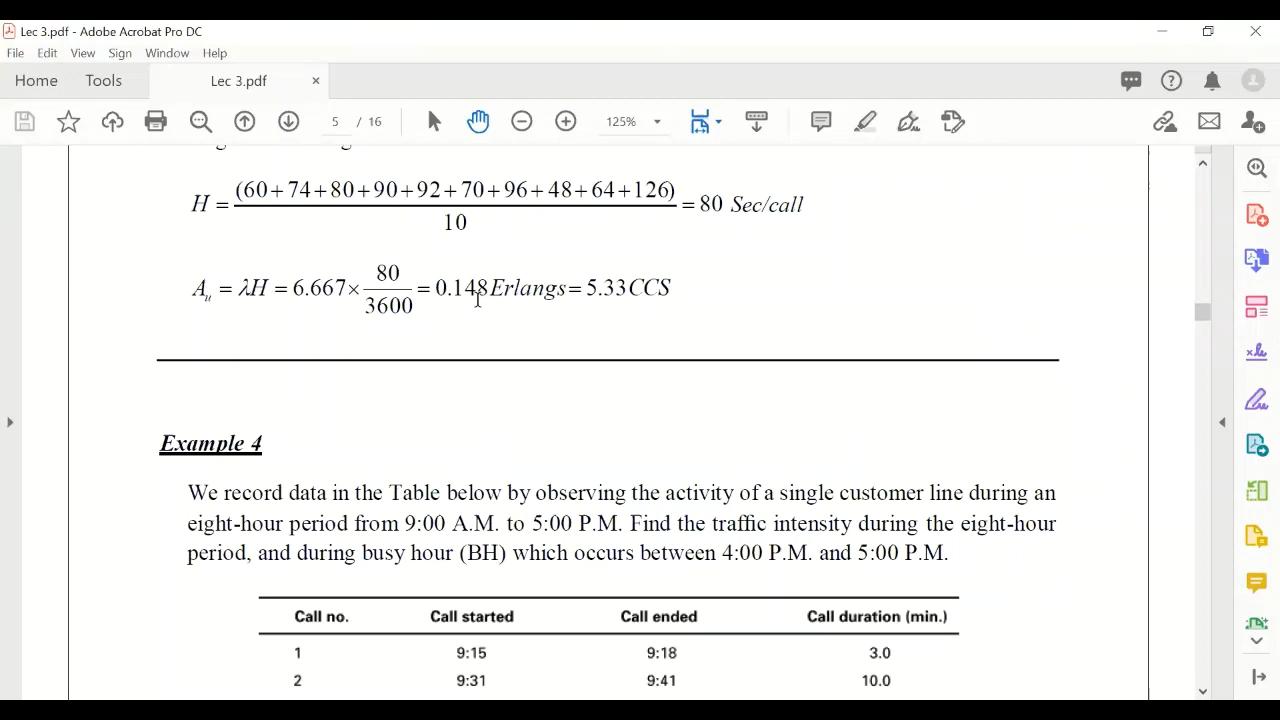 Lec 3.pdf - Adobe Acrobat Pro DC
File Edit View Sign Window Help
Home Tools Lec 3.pdf ×
5 / 16 125%
H = (60+74+80+90+92+70+96+48+64+126) / 10 = 80 Sec/call
A_u = λH = 6.667 × 80 / 3600 = 0.148 Erlangs = 5.33 CCS
Example 4
We record data in the Table below by observing the activity of a single customer line during an
eight-hour period from 9:00 A.M. to 5:00 P.M. Find the traffic intensity during the eight-hour
period, and during busy hour (BH) which occurs between 4:00 P.M. and 5:00 P.M.
Call no. Call started Call ended Call duration (min.)
1 9:15 9:18 3.0
2 9:31 9:41 10.0